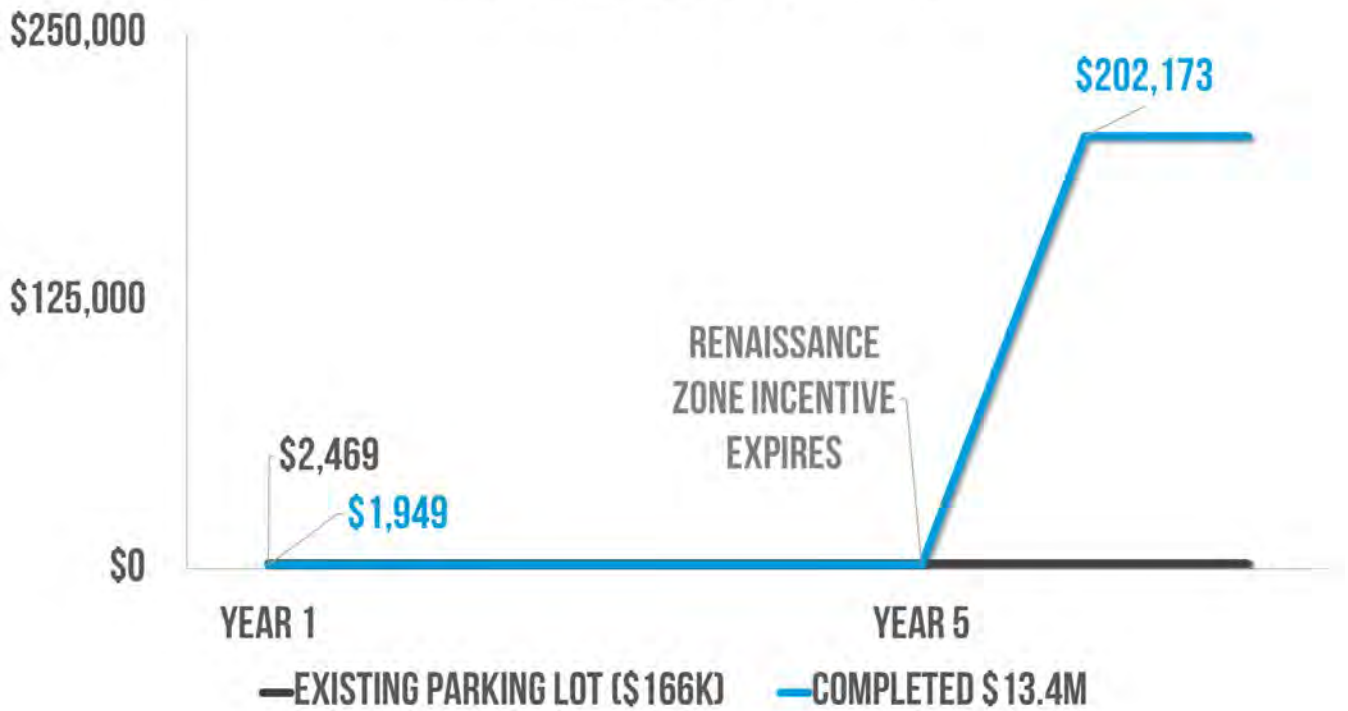 $250,000
$202,173
$125,000
RENAISSANCE
ZONE INCENTIVE
EXPIRES
$2,469
$1,949
$0
YEAR 1
YEAR 5
EXISTING PARKING LOT ($166K)
COMPLETED $13.4M